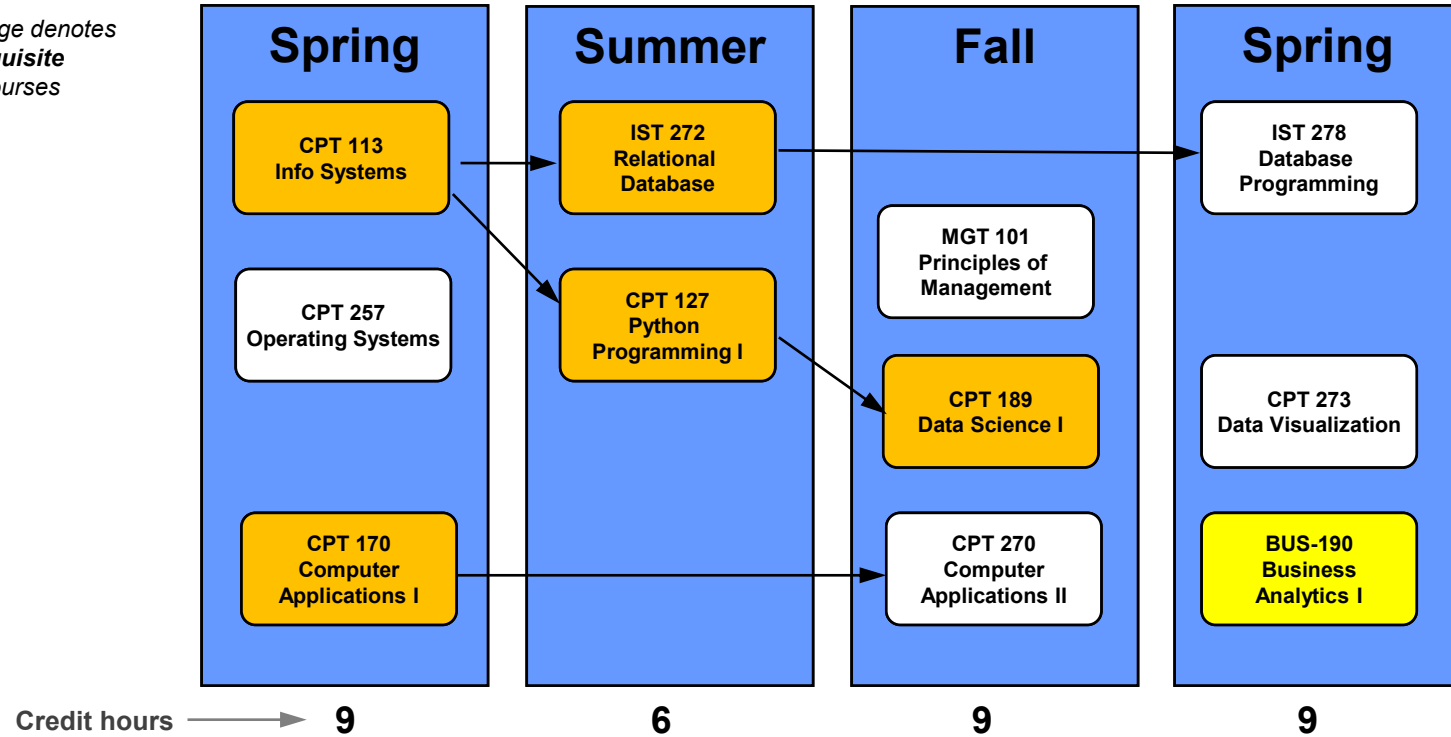 denotes
courses
Spring
CPT 113
Info Systems
CPT 257
Operating Systems
CPT 170
Computer
Applications I
Summer
IST 272
Relational
Database
CPT 127
Python
Programming I
Fall
MGT 101
Principles of
Management
CPT 189
Data Science I
CPT 270
Computer
Applications II
Spring
IST 278
Database
Programming
CPT 273
Data Visualization
BUS-190
Business
Analytics I
Credit hours
9
6
9
9